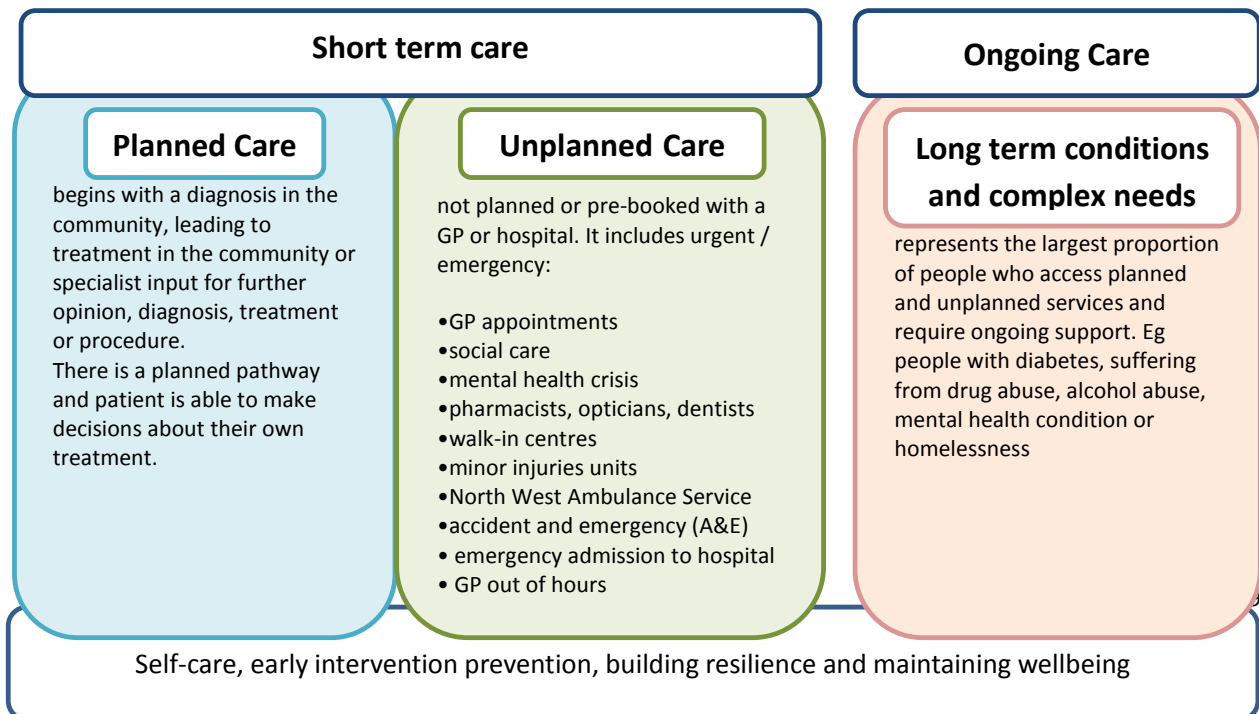 Short term care
Ongoing Care
Planned Care
begins with a diagnosis in the
community, leading to
treatment in the community or
specialist input for further
opinion, diagnosis, treatment
or procedure.
There is a planned pathway
and patient is able to make
decisions about their own
treatment.
Unplanned Care
not planned or pre-booked with a
GP or hospital. It includes urgent /
emergency:
•GP appointments
•social care
•mental health crisis
•pharmacists, opticians, dentists
•walk-in centres
•minor injuries units
•North West Ambulance Service
•accident and emergency (A&E)
• emergency admission to hospital
• GP out of hours
Long term conditions
and complex needs
represents the largest proportion
of people who access planned
and unplanned services and
require ongoing support. Eg
people with diabetes, suffering
from drug abuse, alcohol abuse,
mental health condition or
homelessness
Self-care, early intervention prevention, building resilience and maintaining wellbeing